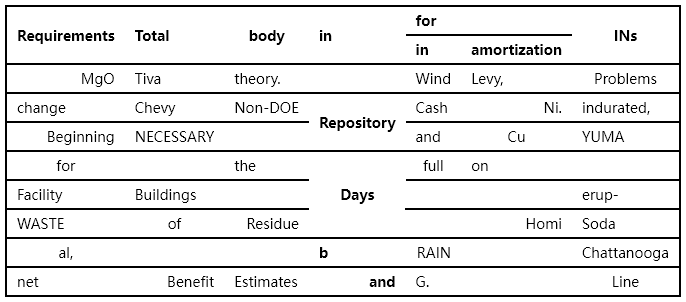 for
Requirements Total body in INs
in amortization
MgO Tiva theory. Wind Levy, Problems
change Chevy Non-DOE Cash Ni. indurated,
Repository
Beginning NECESSARY and Cu YUMA
for the full on
Facility Buildings Days erup-
WASTE of Residue Homi Soda
al, b RAIN Chattanooga
net Benefit Estimates and G. Line